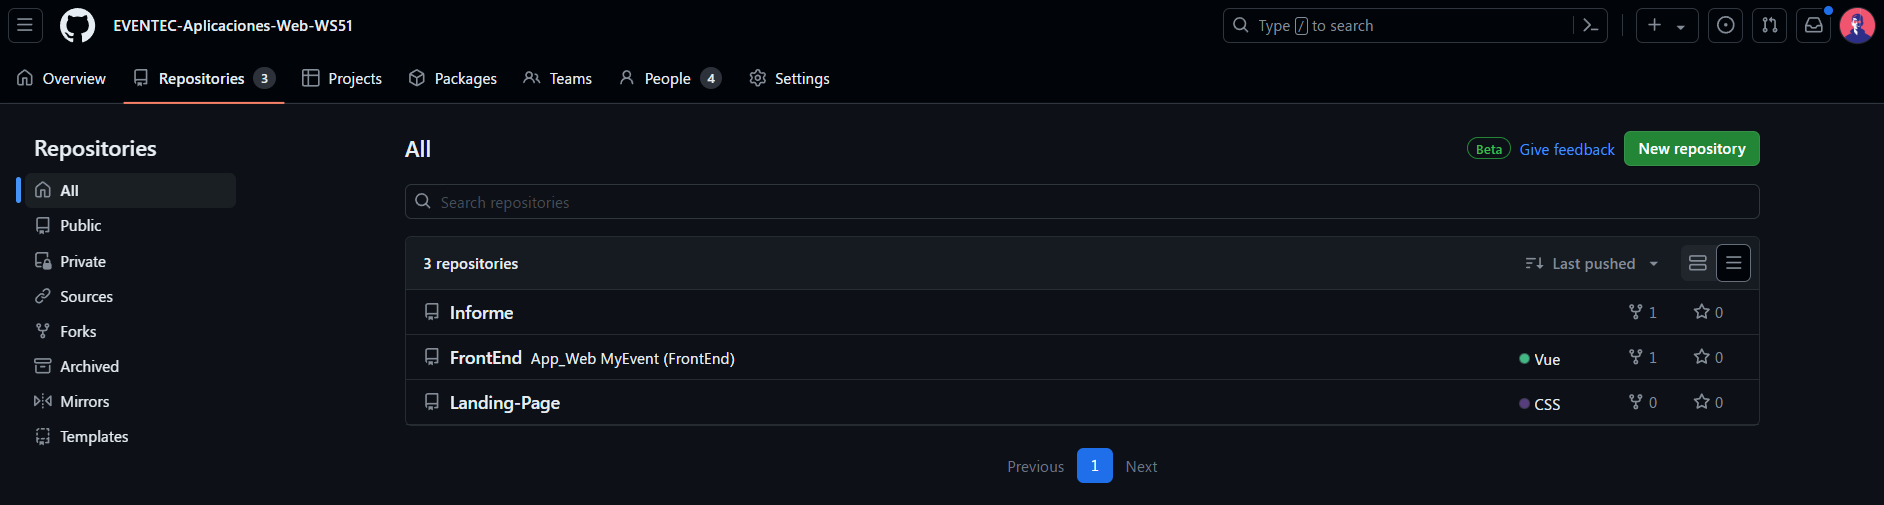 EVENTEC-Aplicaciones-Web-WS51
Type / to search
Overview Repositories 3 Projects Packages Teams People 4 Settings
Repositories
All
Public
Private
Sources
Forks
Archived
Mirrors
Templates
All
Beta Give feedback New repository
Search repositories
3 repositories Last pushed
Informe 1 0
FrontEnd App_Web MyEvent (FrontEnd) Vue 1 0
Landing-Page CSS 0 0
Previous 1 Next